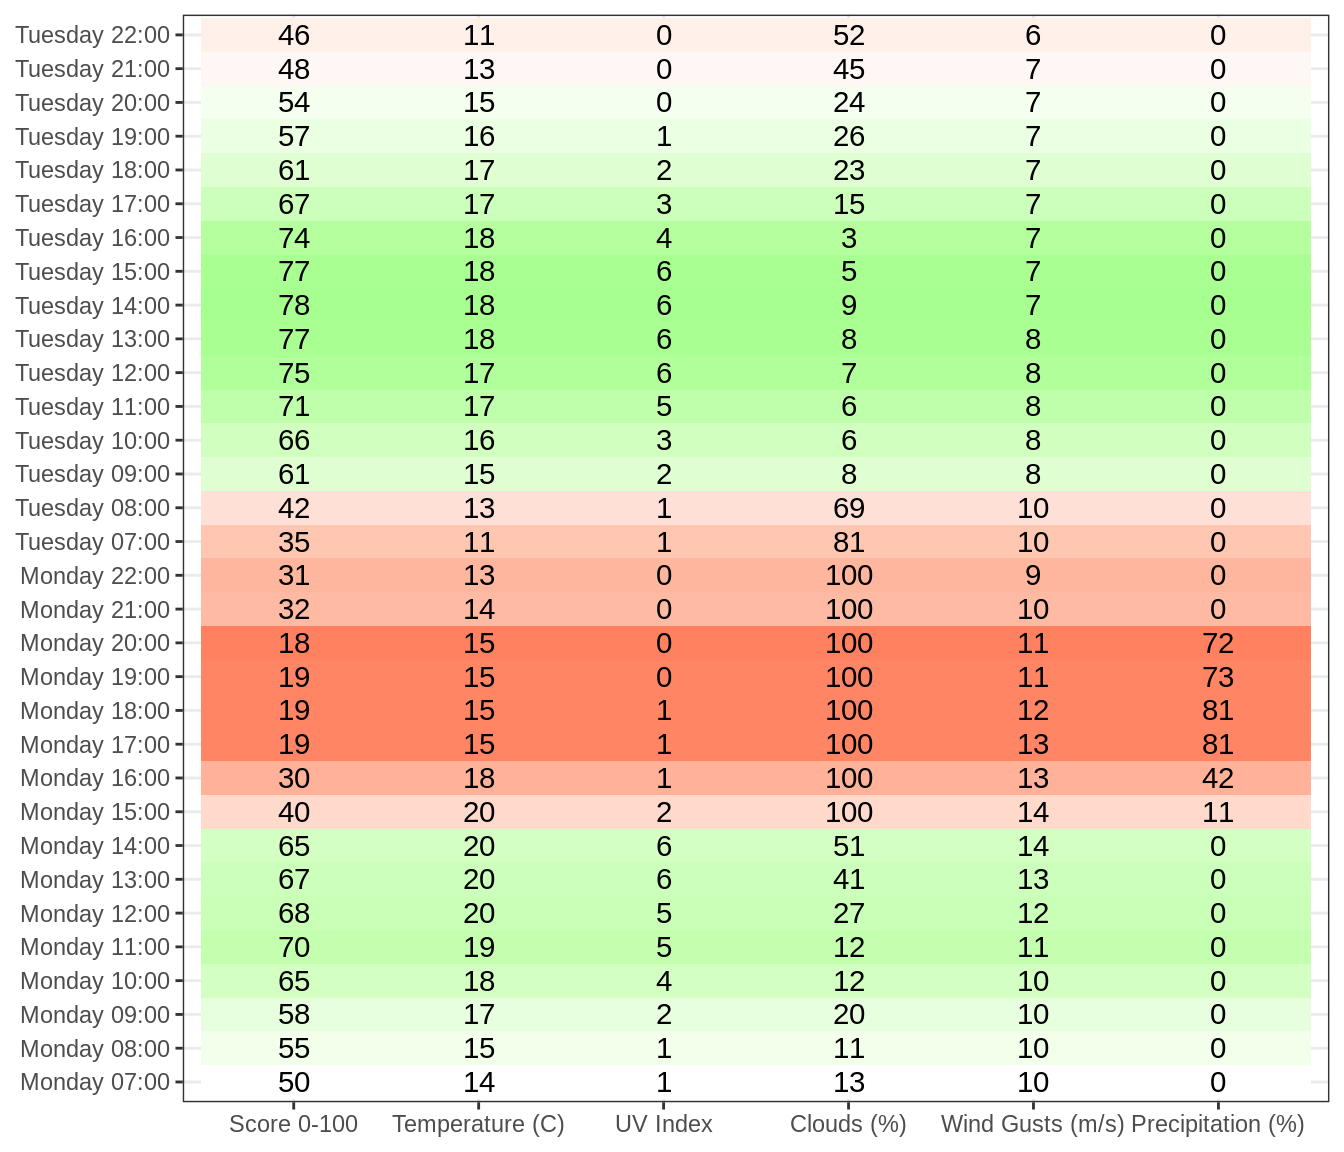 Tuesday 22:00 46 11 0 52 6 0
Tuesday 21:00 48 13 0 45 7 0
Tuesday 20:00 54 15 0 24 7 0
Tuesday 19:00 57 16 1 26 7 0
Tuesday 18:00 61 17 2 23 7 0
Tuesday 17:00 67 17 3 15 7 0
Tuesday 16:00 74 18 4 3 7 0
Tuesday 15:00 77 18 6 5 7 0
Tuesday 14:00 78 18 6 9 7 0
Tuesday 13:00 77 18 6 8 8 0
Tuesday 12:00 75 17 6 7 8 0
Tuesday 11:00 71 17 5 6 8 0
Tuesday 10:00 66 16 3 6 8 0
Tuesday 09:00 61 15 2 8 8 0
Tuesday 08:00 42 13 1 69 10 0
Tuesday 07:00 35 11 1 81 10 0
Monday 22:00 31 13 0 100 9 0
Monday 21:00 32 14 0 100 10 0
Monday 20:00 18 15 0 100 11 72
Monday 19:00 19 15 0 100 11 73
Monday 18:00 19 15 1 100 12 81
Monday 17:00 19 15 1 100 13 81
Monday 16:00 30 18 1 100 13 42
Monday 15:00 40 20 2 100 14 11
Monday 14:00 65 20 6 51 14 0
Monday 13:00 67 20 6 41 13 0
Monday 12:00 68 20 5 27 12 0
Monday 11:00 70 19 5 12 11 0
Monday 10:00 65 18 4 12 10 0
Monday 09:00 58 17 2 20 10 0
Monday 08:00 55 15 1 11 10 0
Monday 07:00 50 14 1 13 10 0
Score 0-100 Temperature (C) UV Index Clouds (%) Wind Gusts (m/s) Precipitation (%)